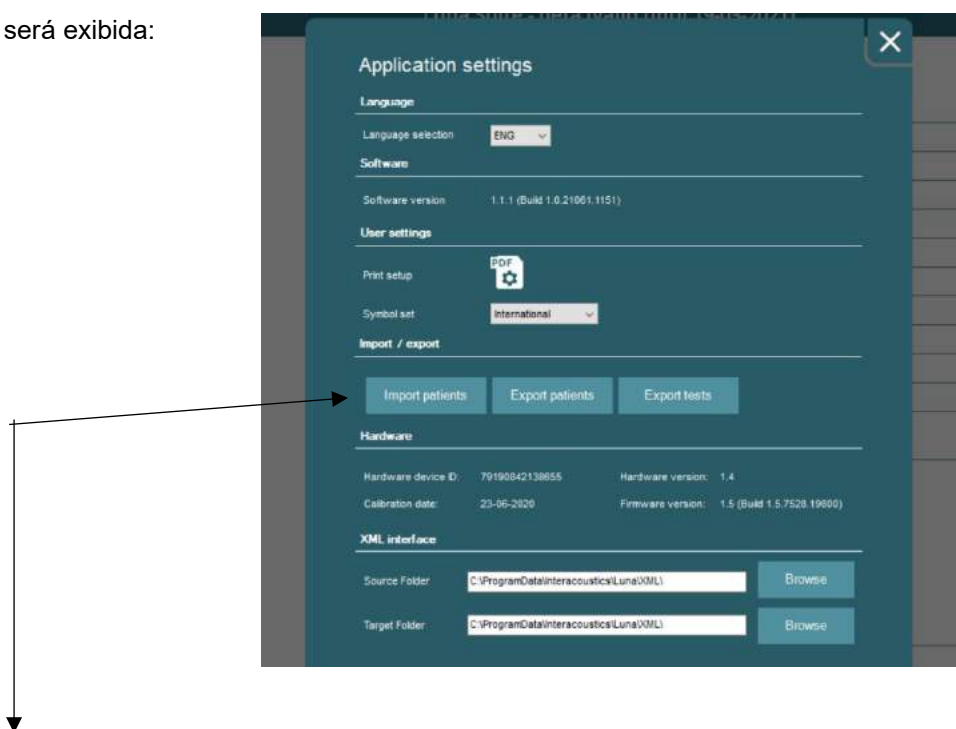 será exibida:
Application settings
Language
Language selection ENG
Software
Software version 1.1.1 (Build 1.0.21061.1151)
User settings
Print setup PDF
Symbol set International
Import / export
Import patients Export patients Export tests
Hardware
Hardware device ID: 79190842138655 Hardware version: 1.4
Calibration date: 23-06-2020 Firmware version: 1.5 (Build 1.5.7528.19800)
XML interface
Source Folder C:\ProgramData\Interacoustics\Luna\XML\ Browse
Target Folder C:\ProgramData\Interacoustics\Luna\XML\ Browse